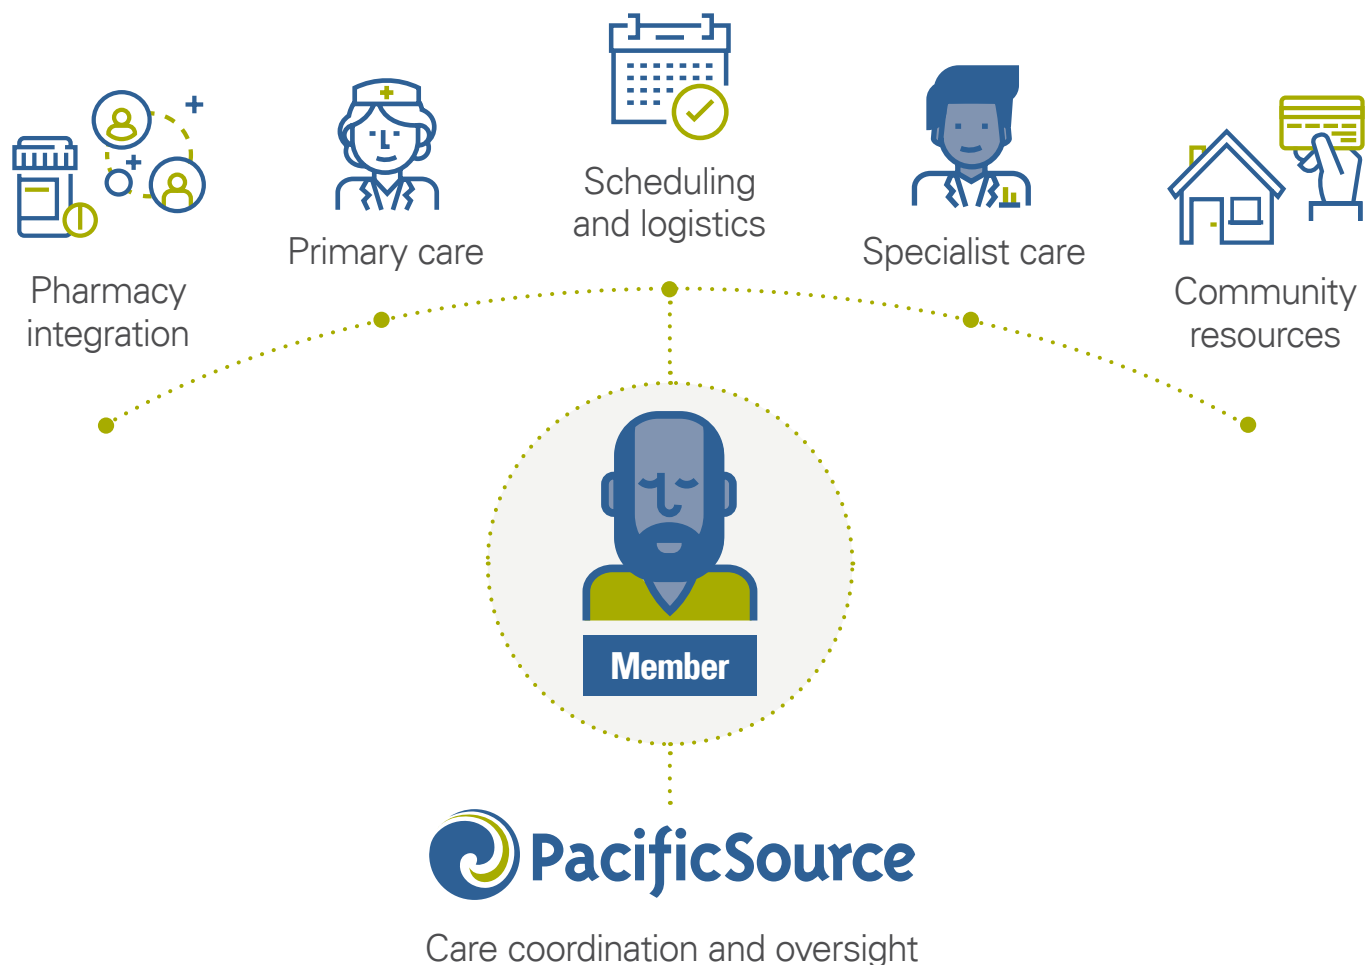 Pharmacy
integration
Primary care
Scheduling
and logistics
Specialist care
Community
resources
Member
PacificSource
Care coordination and oversight